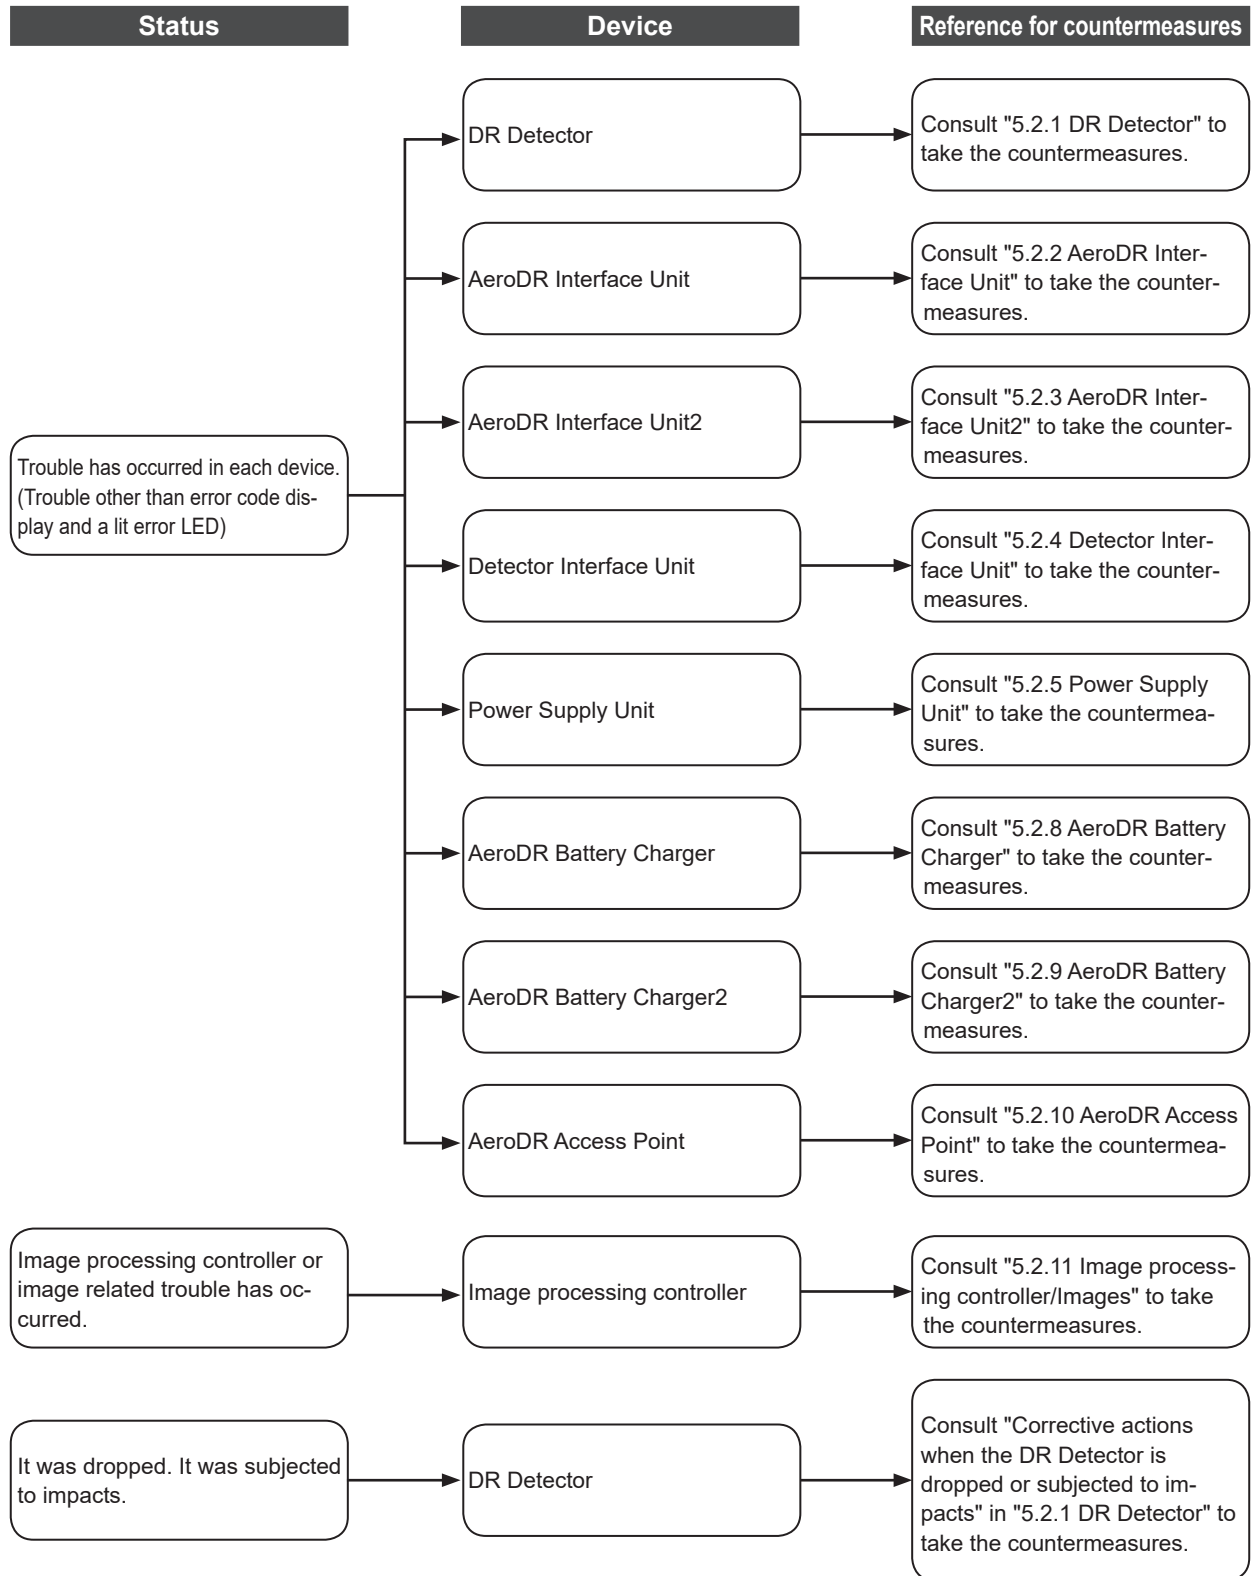 Status
Device
Reference for countermeasures
DR Detector
Consult "5.2.1 DR Detector" to
take the countermeasures.
AeroDR Interface Unit
Consult "5.2.2 AeroDR Inter-
face Unit" to take the counter-
measures.
AeroDR Interface Unit2
Consult "5.2.3 AeroDR Inter-
face Unit2" to take the counter-
measures.
Trouble has occurred in each device.
(Trouble other than error code dis-
play and a lit error LED)
Detector Interface Unit
Consult "5.2.4 Detector Inter-
face Unit" to take the counter-
measures.
Power Supply Unit
Consult "5.2.5 Power Supply
Unit" to take the countermea-
sures.
AeroDR Battery Charger
Consult "5.2.8 AeroDR Battery
Charger" to take the counter-
measures.
AeroDR Battery Charger2
Consult "5.2.9 AeroDR Battery
Charger2" to take the counter-
measures.
AeroDR Access Point
Consult "5.2.10 AeroDR Access
Point" to take the countermea-
sures.
Image processing controller or
image related trouble has oc-
curred.
Image processing controller
Consult "5.2.11 Image process-
ing controller/Images" to take
the countermeasures.
It was dropped. It was subjected
to impacts.
DR Detector
Consult "Corrective actions
when the DR Detector is
dropped or subjected to im-
pacts" in "5.2.1 DR Detector" to
take the countermeasures.